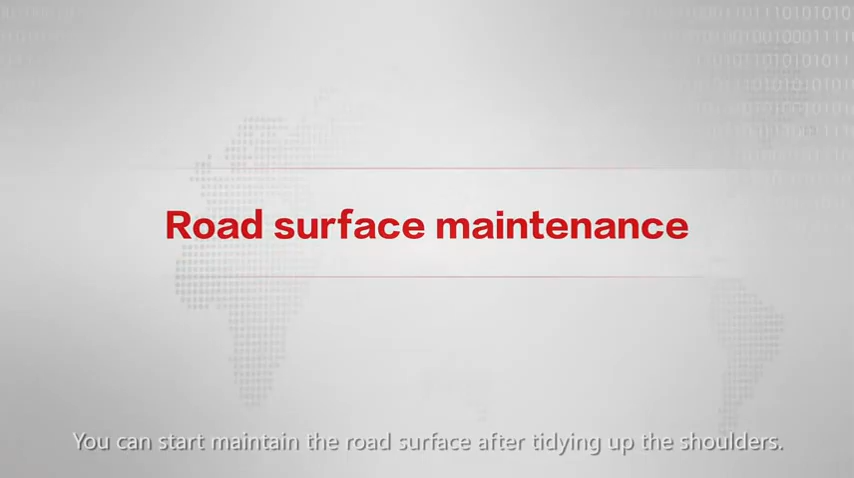 Road surface maintenance
You can start maintain the road surface after tidying up the shoulders.